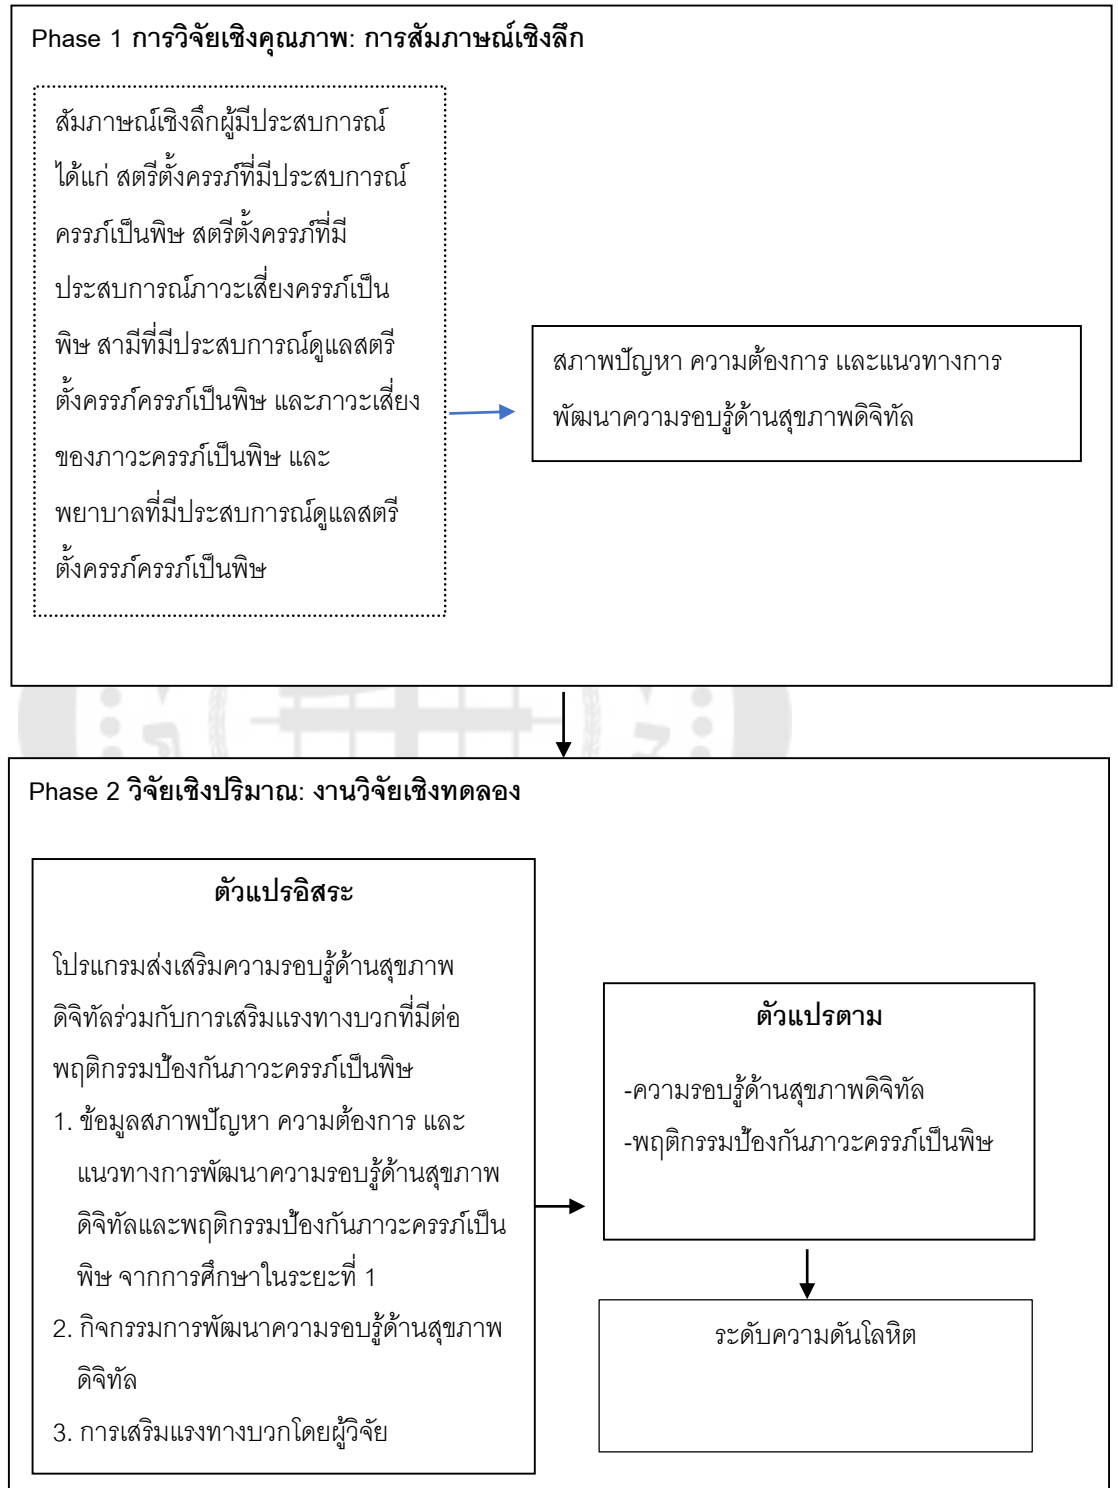 Phase 1 การวิจัยเชิงคุณภาพ: การสัมภาษณ์เชิงลึก
สัมภาษณ์เชิงลึกผู้มีประสบการณ์
ได้แก่ สตรีตั้งครรภ์ที่มีประสบการณ์
ครรภ์เป็นพิษ สตรีตั้งครรภ์ที่มี
ประสบการณ์ภาวะเสี่ยงครรภ์เป็น
พิษ สามีที่มีประสบการณ์ดูแลสตรี
ตั้งครรภ์ครรภ์เป็นพิษ และภาวะเสี่ยง
ของภาวะครรภ์เป็นพิษ และ
พยาบาลที่มีประสบการณ์ดูแลสตรี
ตั้งครรภ์ครรภ์เป็นพิษ
สภาพปัญหา ความต้องการ และแนวทางการ
พัฒนาความรอบรู้ด้านสุขภาพดิจิทัล
Phase 2 วิจัยเชิงปริมาณ: งานวิจัยเชิงทดลอง
ตัวแปรอิสระ
โปรแกรมส่งเสริมความรอบรู้ด้านสุขภาพ
ดิจิทัลร่วมกับการเสริมแรงทางบวกที่มีต่อ
พฤติกรรมป้องกันภาวะครรภ์เป็นพิษ
1. ข้อมูลสภาพปัญหา ความต้องการ และ
แนวทางการพัฒนาความรอบรู้ด้านสุขภาพ
ดิจิทัลและพฤติกรรมป้องกันภาวะครรภ์เป็น
พิษ จากการศึกษาในระยะที่ 1
2. กิจกรรมการพัฒนาความรอบรู้ด้านสุขภาพ
ดิจิทัล
3. การเสริมแรงทางบวกโดยผู้วิจัย
ตัวแปรตาม
-ความรอบรู้ด้านสุขภาพดิจิทัล
-พฤติกรรมป้องกันภาวะครรภ์เป็นพิษ
ระดับความดันโลหิต